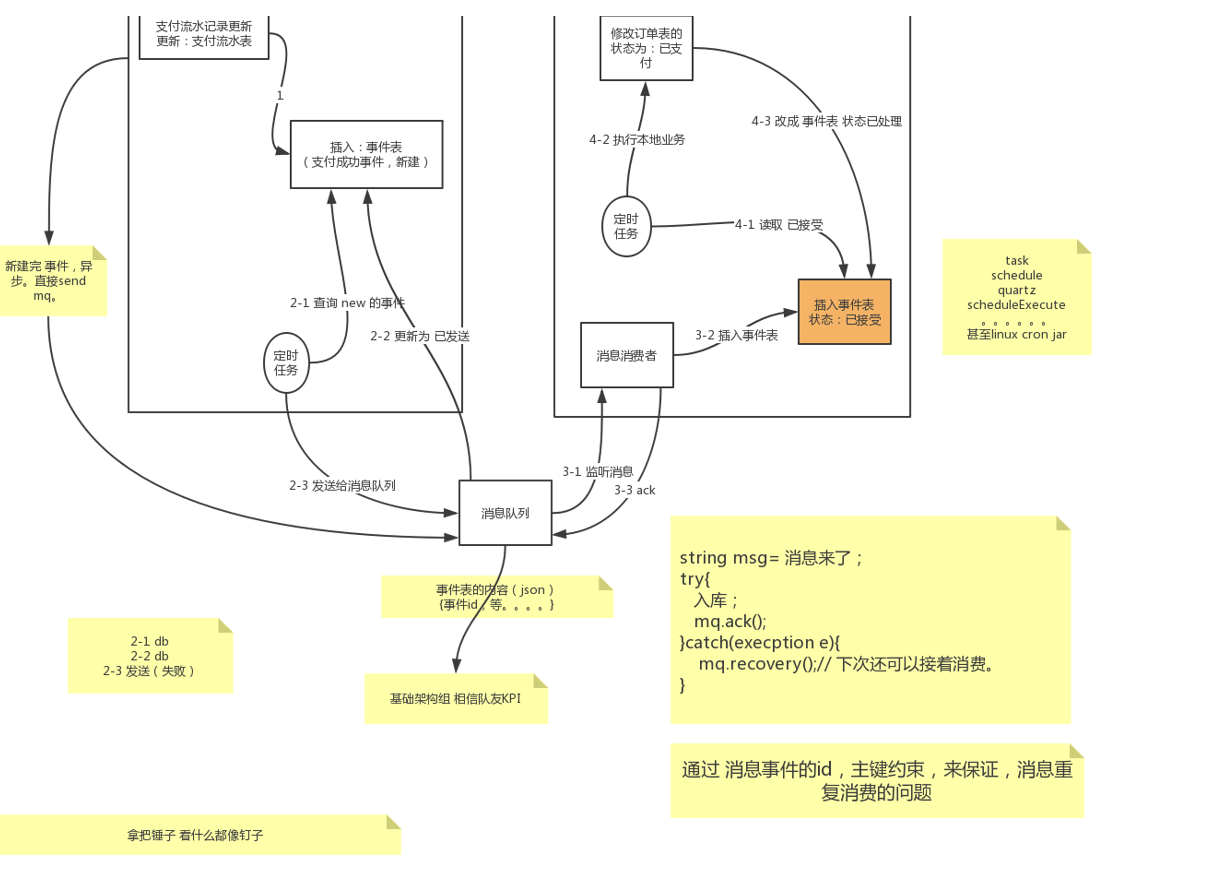 支付流水记录更新
更新：支付流水表
1
插入：事件表
（支付成功事件，新建）
新建完 事件，异
步。直接send
mq。
2-1 查询 new 的事件
2-2 更新为 已发送
定时
任务
2-3 发送给消息队列
消息队列
修改订单表的
状态为：已支
付
4-2 执行本地业务
4-3 改成 事件表 状态已处理
定时
任务
4-1 读取 已接受
插入事件表
状态：已接受
3-2 插入事件表
消息消费者
3-1 监听消息
3-3 ack
task
schedule
quartz
scheduleExecute
。。。。。。
甚至linux cron jar
事件表的内容（json）
{事件id，等。。。。}
2-1 db
2-2 db
2-3 发送（失败）
基础架构组 相信队友KPI
string msg= 消息来了；
try{
入库；
mq.ack();
}catch(execption e){
mq.recovery();// 下次还可以接着消费。
}
通过 消息事件的id，主键约束，来保证，消息重
复消费的问题
拿把锤子 看什么都像钉子